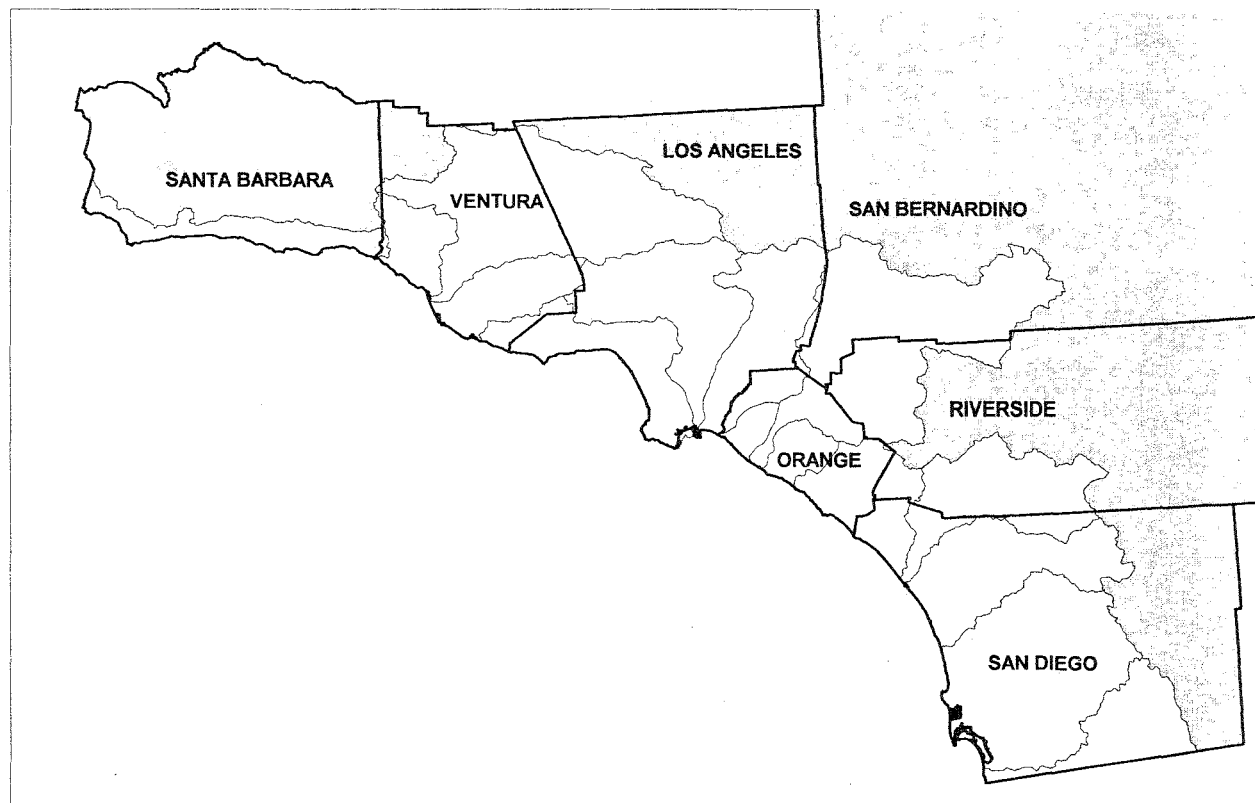 LOS ANGELES
SANTA BARBARA
VENTURA
SAN BERNARDINO
RIVERSIDE
ORANGE
SAN DIEGO